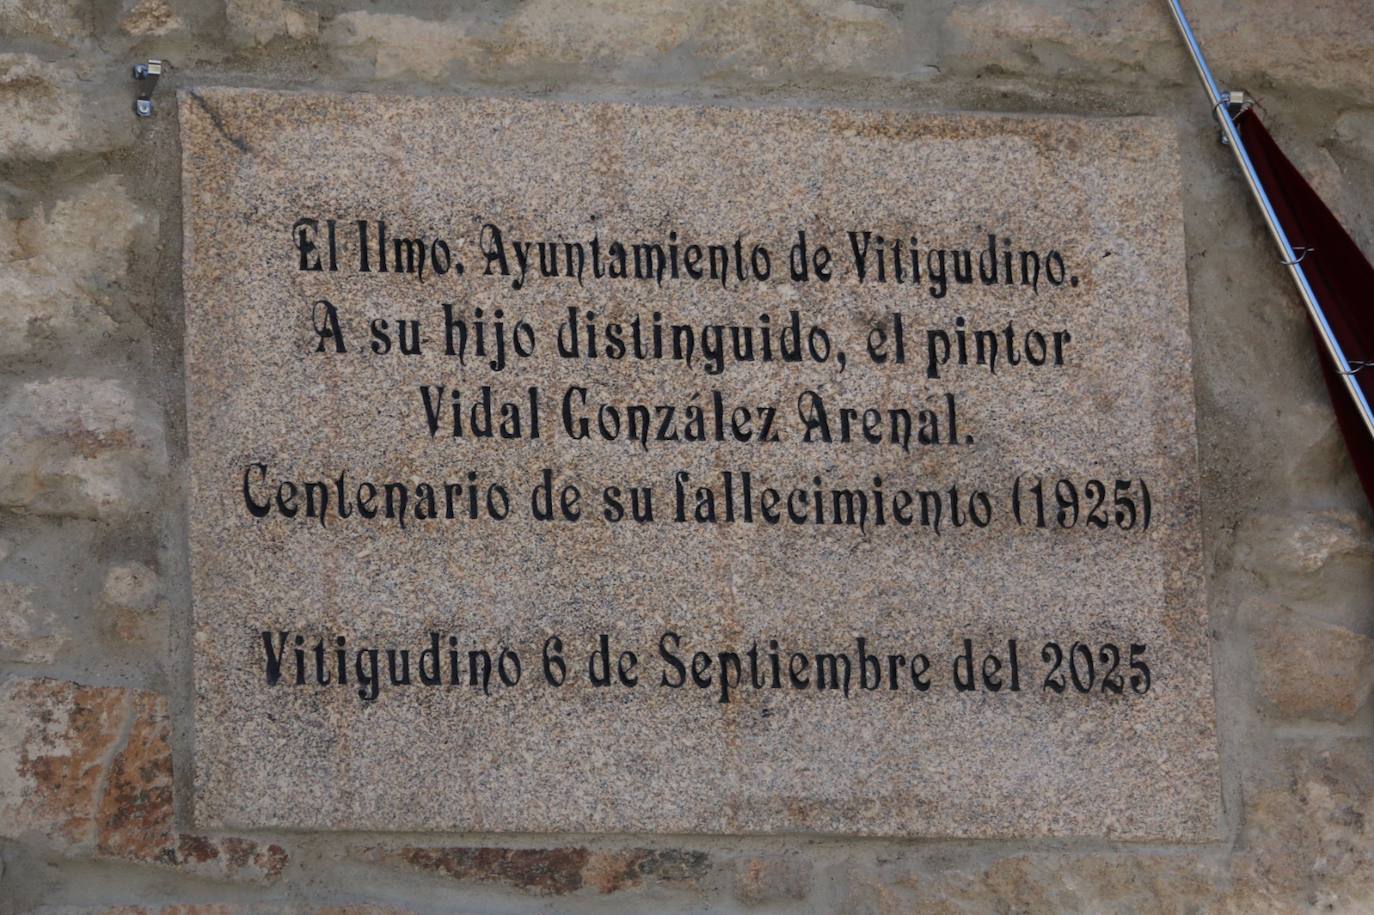 El Ilmo. Ayuntamiento de Vitigudino.
A su hijo distinguido, el pintor
Vidal González Arenal.
Centenario de su fallecimiento (1925)
Vitigudino 6 de Septiembre del 2025